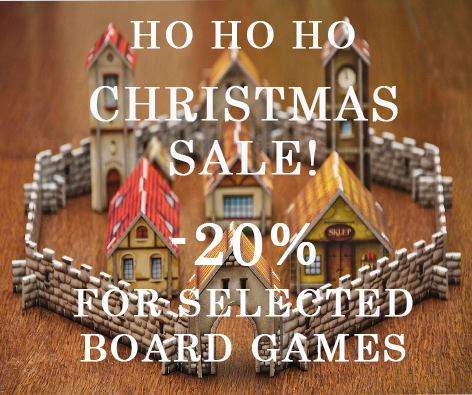 HO HO HO
CHRISTMAS
SALE!
SKLEP
-20%
FOR SELECTED
BOARD GAMES